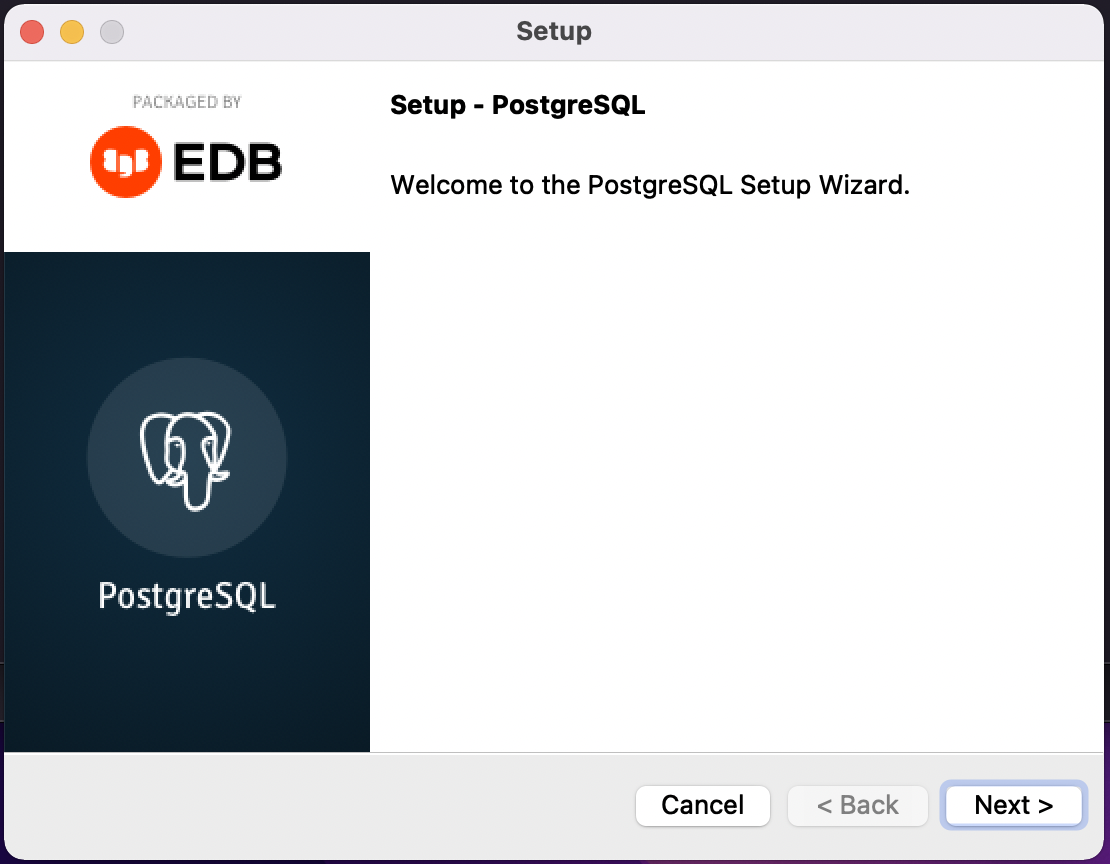 Setup
PACKAGED BY
EDB
PostgreSQL
Setup - PostgreSQL
Welcome to the PostgreSQL Setup Wizard.
Cancel
< Back
Next >